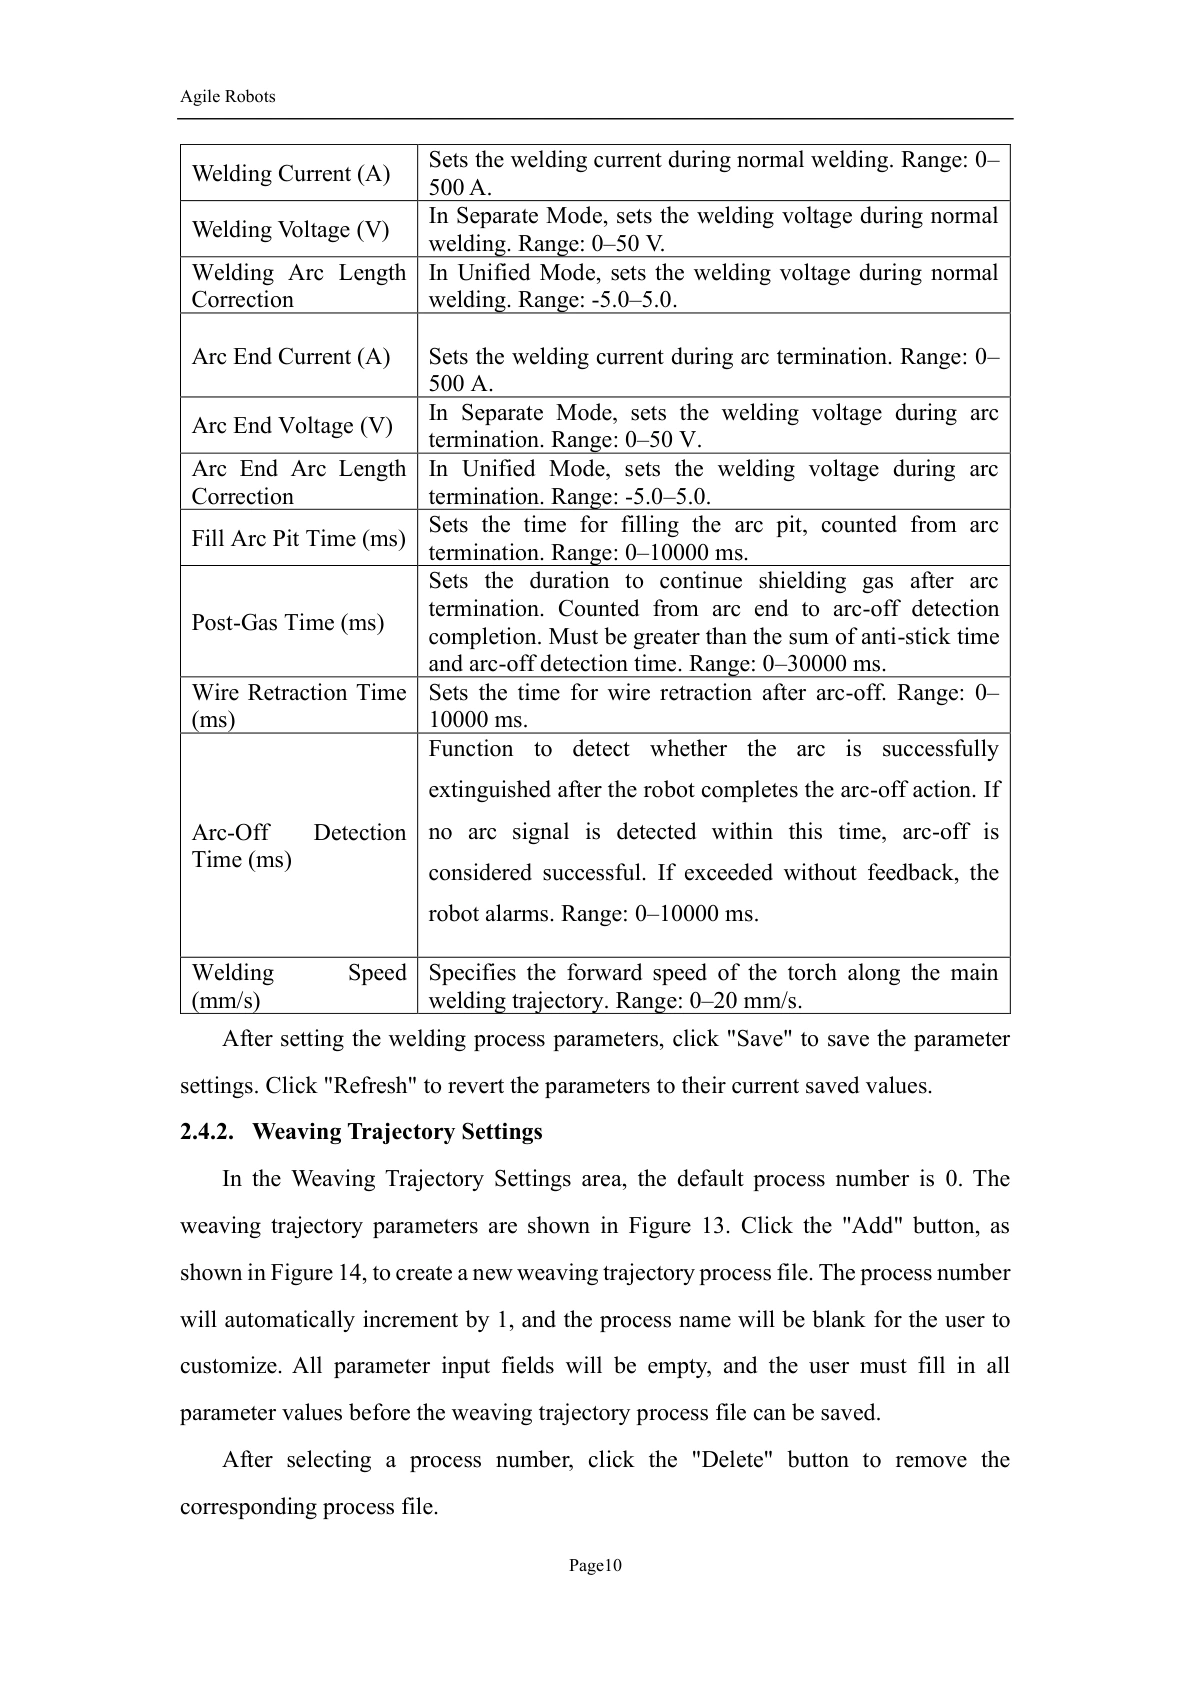 Agile Robots
Welding Current (A)
Sets the welding current during normal welding. Range: 0–
500 A.
Welding Voltage (V)
In Separate Mode, sets the welding voltage during normal
welding. Range: 0–50 V.
Welding Arc Length
Correction
In Unified Mode, sets the welding voltage during normal
welding. Range: -5.0–5.0.
Arc End Current (A)
Sets the welding current during arc termination. Range: 0–
500 A.
Arc End Voltage (V)
In Separate Mode, sets the welding voltage during arc
termination. Range: 0–50 V.
Arc End Arc Length
Correction
In Unified Mode, sets the welding voltage during arc
termination. Range: -5.0–5.0.
Fill Arc Pit Time (ms)
Sets the time for filling the arc pit, counted from arc
termination. Range: 0–10000 ms.
Post-Gas Time (ms)
Sets the duration to continue shielding gas after arc
termination. Counted from arc end to arc-off detection
completion. Must be greater than the sum of anti-stick time
and arc-off detection time. Range: 0–30000 ms.
Wire Retraction Time
(ms)
Sets the time for wire retraction after arc-off. Range: 0–
10000 ms.
Arc-Off Detection
Time (ms)
Function to detect whether the arc is successfully
extinguished after the robot completes the arc-off action. If
no arc signal is detected within this time, arc-off is
considered successful. If exceeded without feedback, the
robot alarms. Range: 0–10000 ms.
Welding Speed
(mm/s)
Specifies the forward speed of the torch along the main
welding trajectory. Range: 0–20 mm/s.
After setting the welding process parameters, click "Save" to save the parameter
settings. Click "Refresh" to revert the parameters to their current saved values.
2.4.2. Weaving Trajectory Settings
In the Weaving Trajectory Settings area, the default process number is 0. The
weaving trajectory parameters are shown in Figure 13. Click the "Add" button, as
shown in Figure 14, to create a new weaving trajectory process file. The process number
will automatically increment by 1, and the process name will be blank for the user to
customize. All parameter input fields will be empty, and the user must fill in all
parameter values before the weaving trajectory process file can be saved.
After selecting a process number, click the "Delete" button to remove the
corresponding process file.
Page10